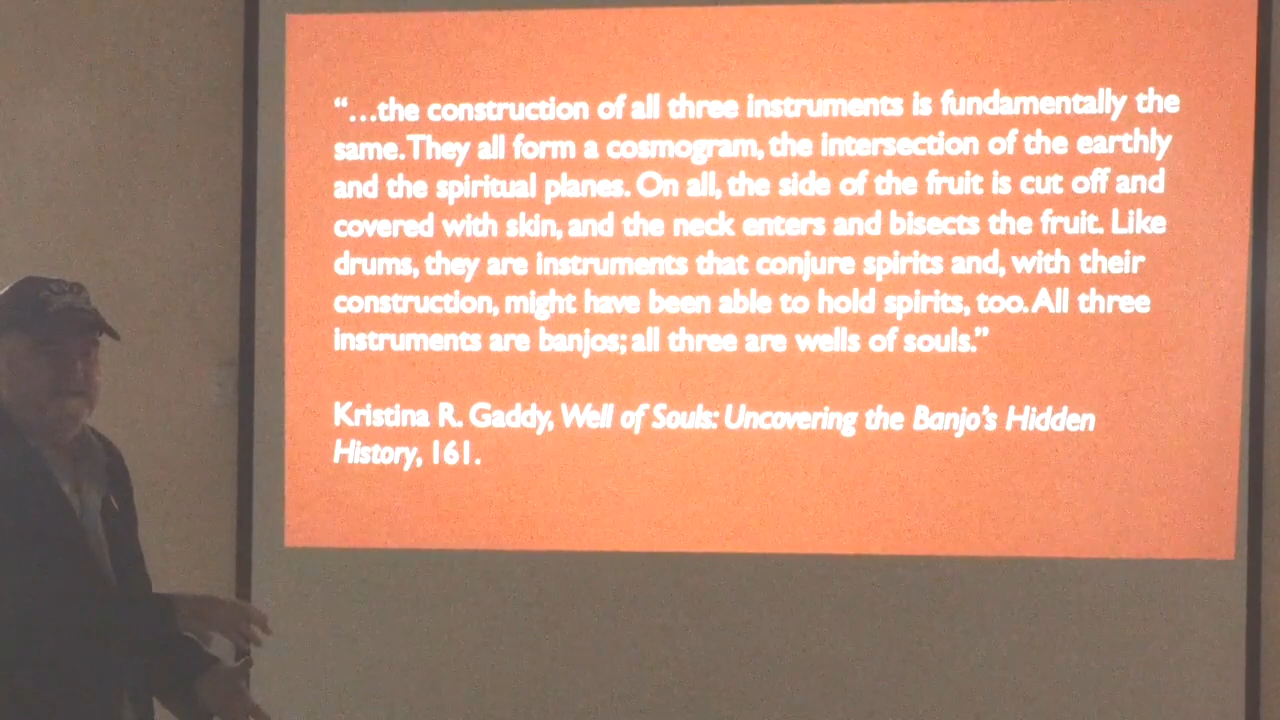 “…the construction of all three instruments is fundamentally the
same. They all form a cosmogram, the intersection of the earthly
and the spiritual planes. On all, the side of the fruit is cut off and
covered with skin, and the neck enters and bisects the fruit. Like
drums, they are instruments that conjure spirits and, with their
construction, might have been able to hold spirits, too. All three
instruments are banjos; all three are wells of souls.”
Kristina R. Gaddy, Well of Souls: Uncovering the Banjo’s Hidden
History, 161.